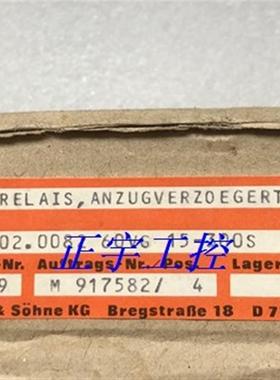 RELAIS, ANZUGVERZOEGERT
02.008
-Nr. Auftrags-Nr. Pos. Lager
9 M 917582/ 4
& Söhne KG Bregstraße 18 D 7
正宇工控